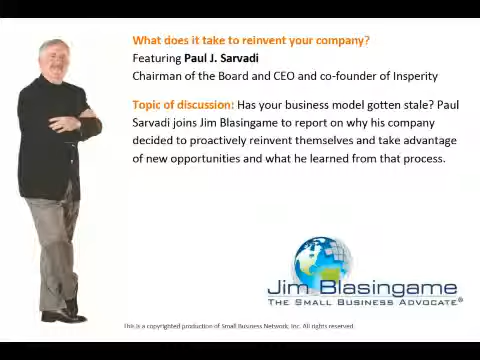 What does it take to reinvent your company?
Featuring Paul J. Sarvadi
Chairman of the Board and CEO and co-founder of Insperity
Topic of discussion: Has your business model gotten stale? Paul
Sarvadi joins Jim Blasingame to report on why his company
decided to proactively reinvent themselves and take advantage
of new opportunities and what he learned from that process.
Jim Blasingame
THE SMALL BUSINESS ADVOCATE®
This is a copyrighted production of Small Business Network, Inc. All rights reserved.